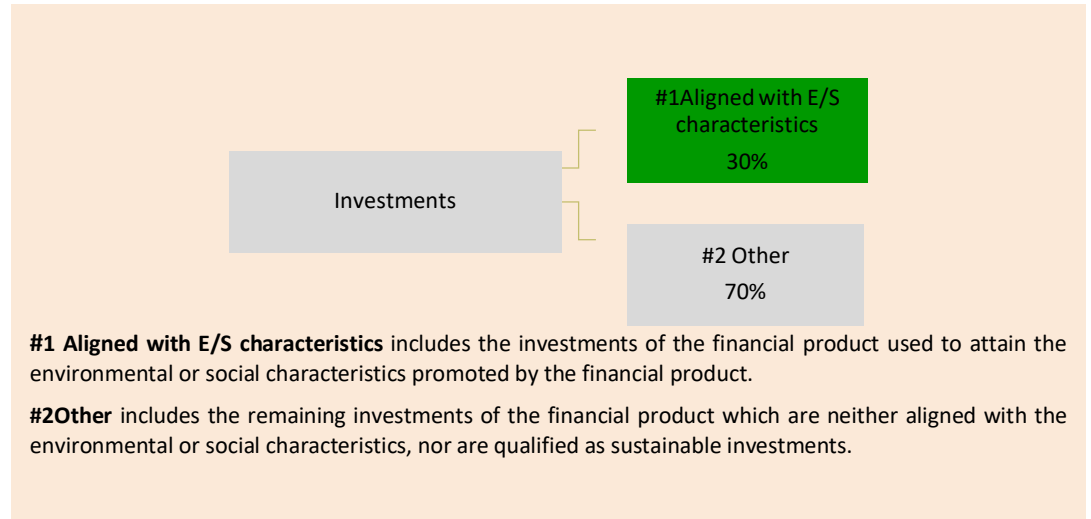 #1Aligned with E/S
characteristics
30%
Investments
#2 Other
70%
#1 Aligned with E/S characteristics includes the investments of the financial product used to attain the
environmental or social characteristics promoted by the financial product.
#2Other includes the remaining investments of the financial product which are neither aligned with the
environmental or social characteristics, nor are qualified as sustainable investments.